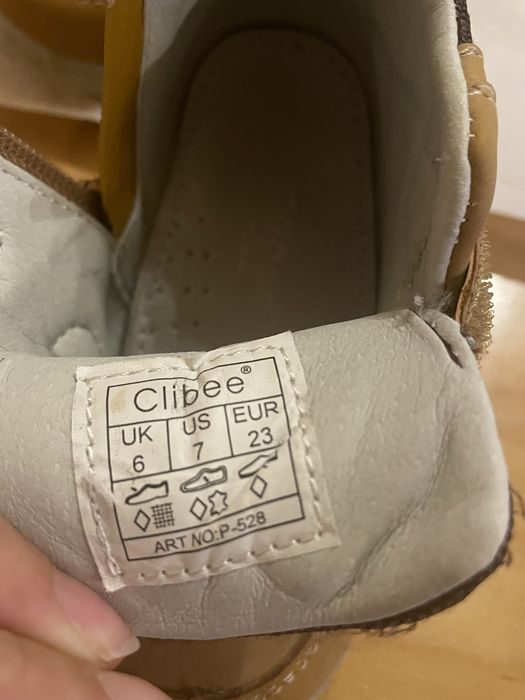 Clibee®
UK US EUR
6 7 23
ART NO:P-528